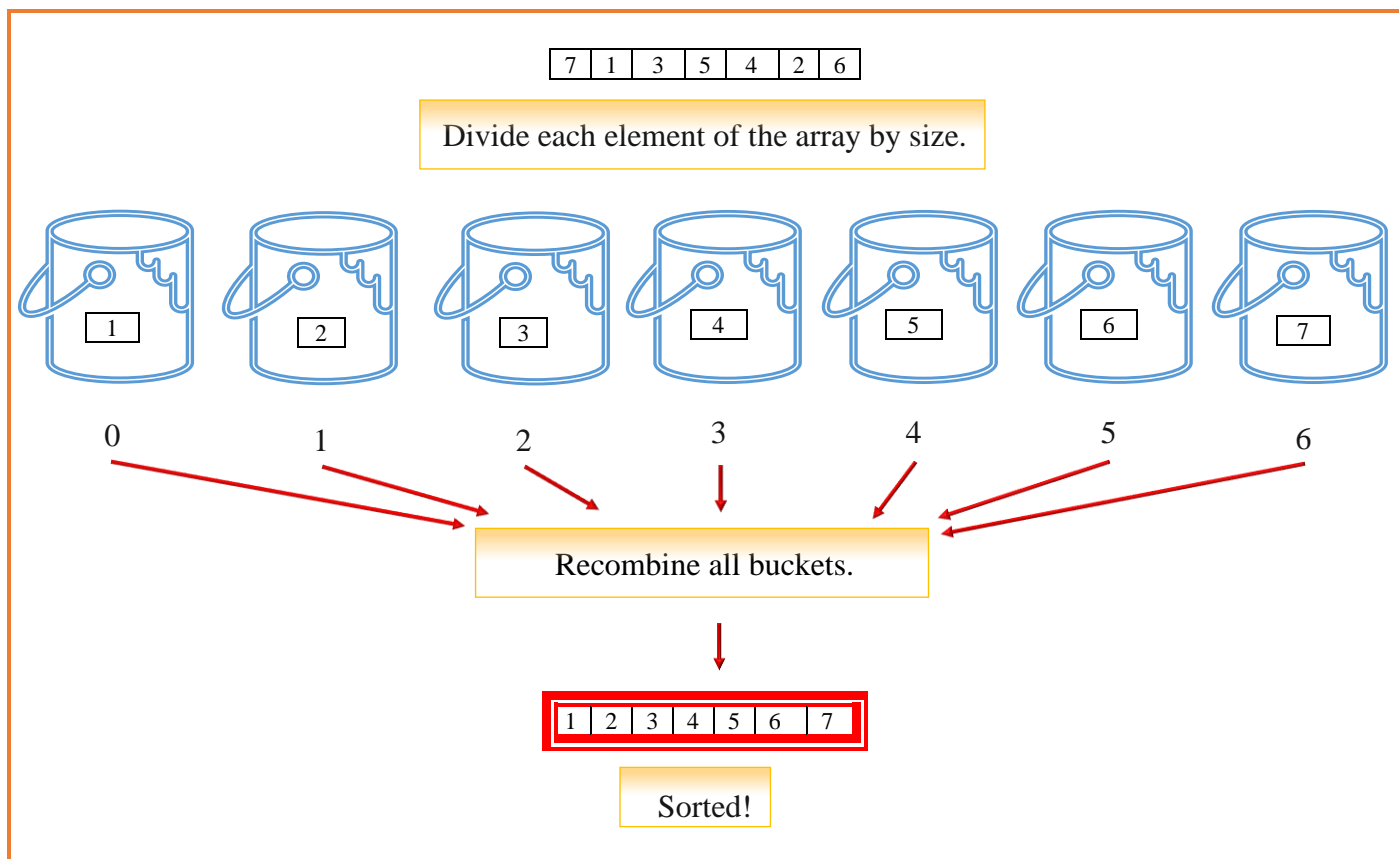 7 1 3 5 4 2 6
Divide each element of the array by size.
1 2 3 4 5 6 7
0 1 2 3 4 5 6
Recombine all buckets.
1 2 3 4 5 6 7
Sorted!